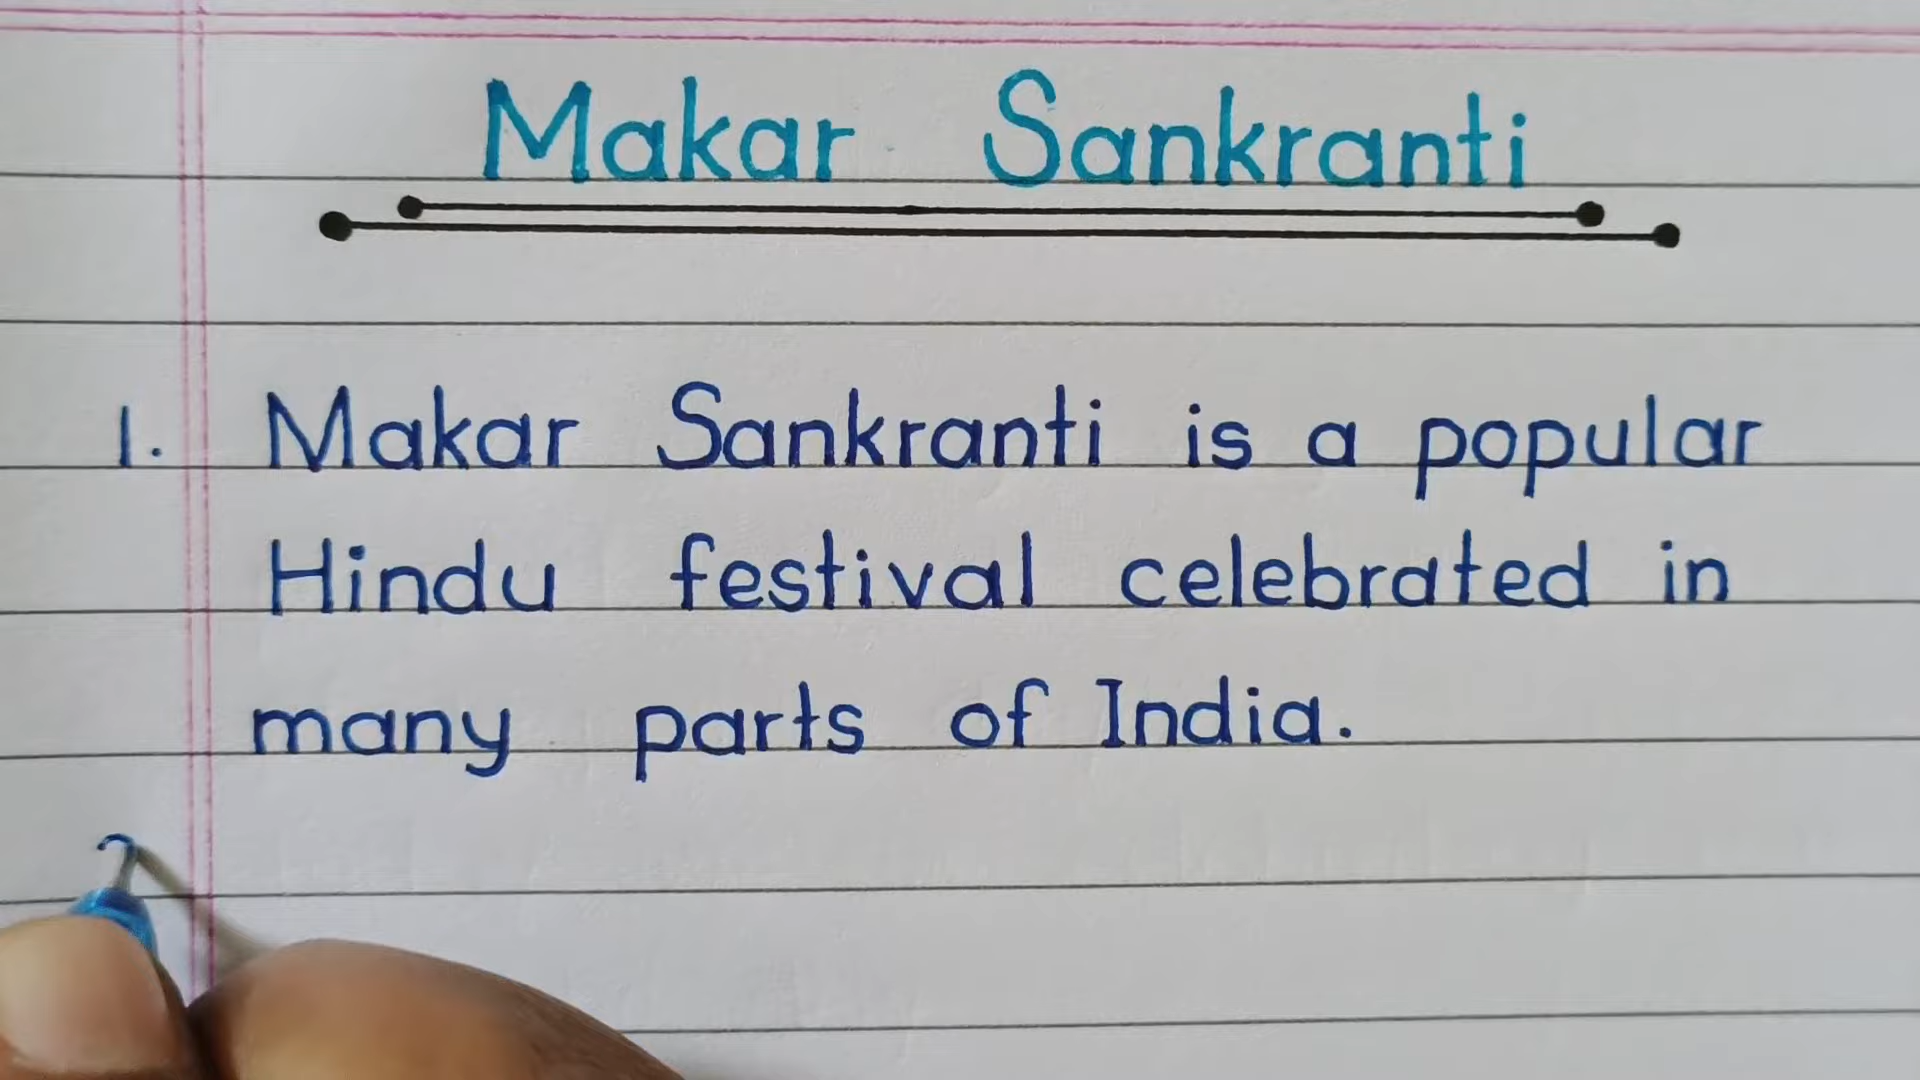 Makar Sankranti
1. Makar Sankranti is a popular
Hindu festival celebrated in
many parts of India.